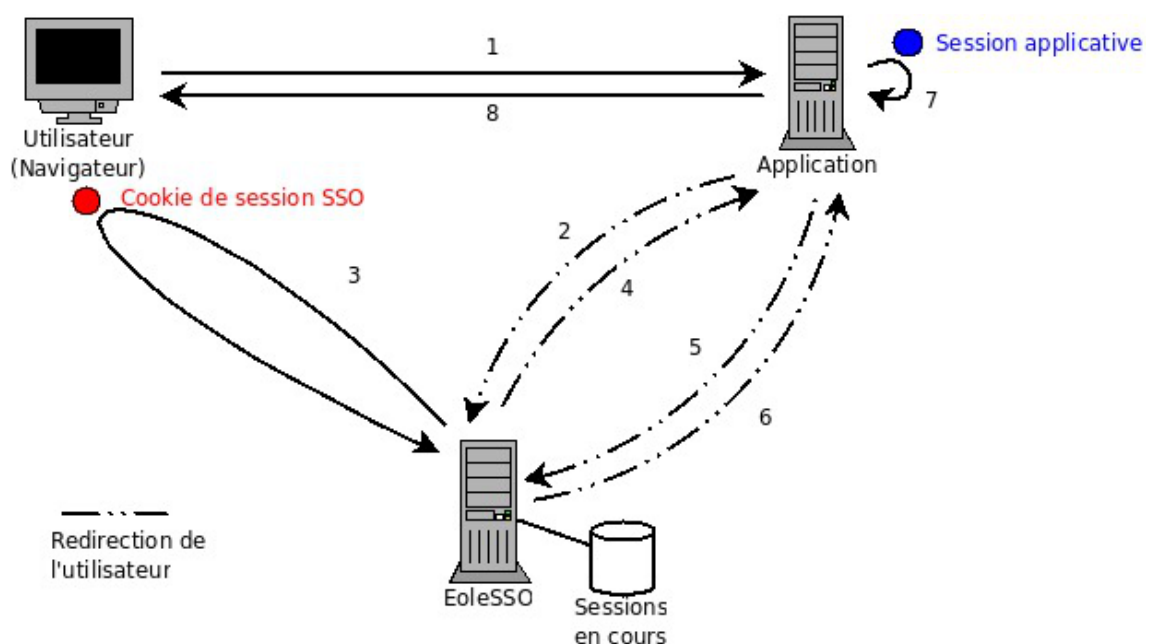 1
Session applicative
8
7
Utilisateur
(Navigateur)
Application
Cookie de session SSO
2
3
4
5
6
Redirection de
l'utilisateur
EoleSSO
Sessions
en cours